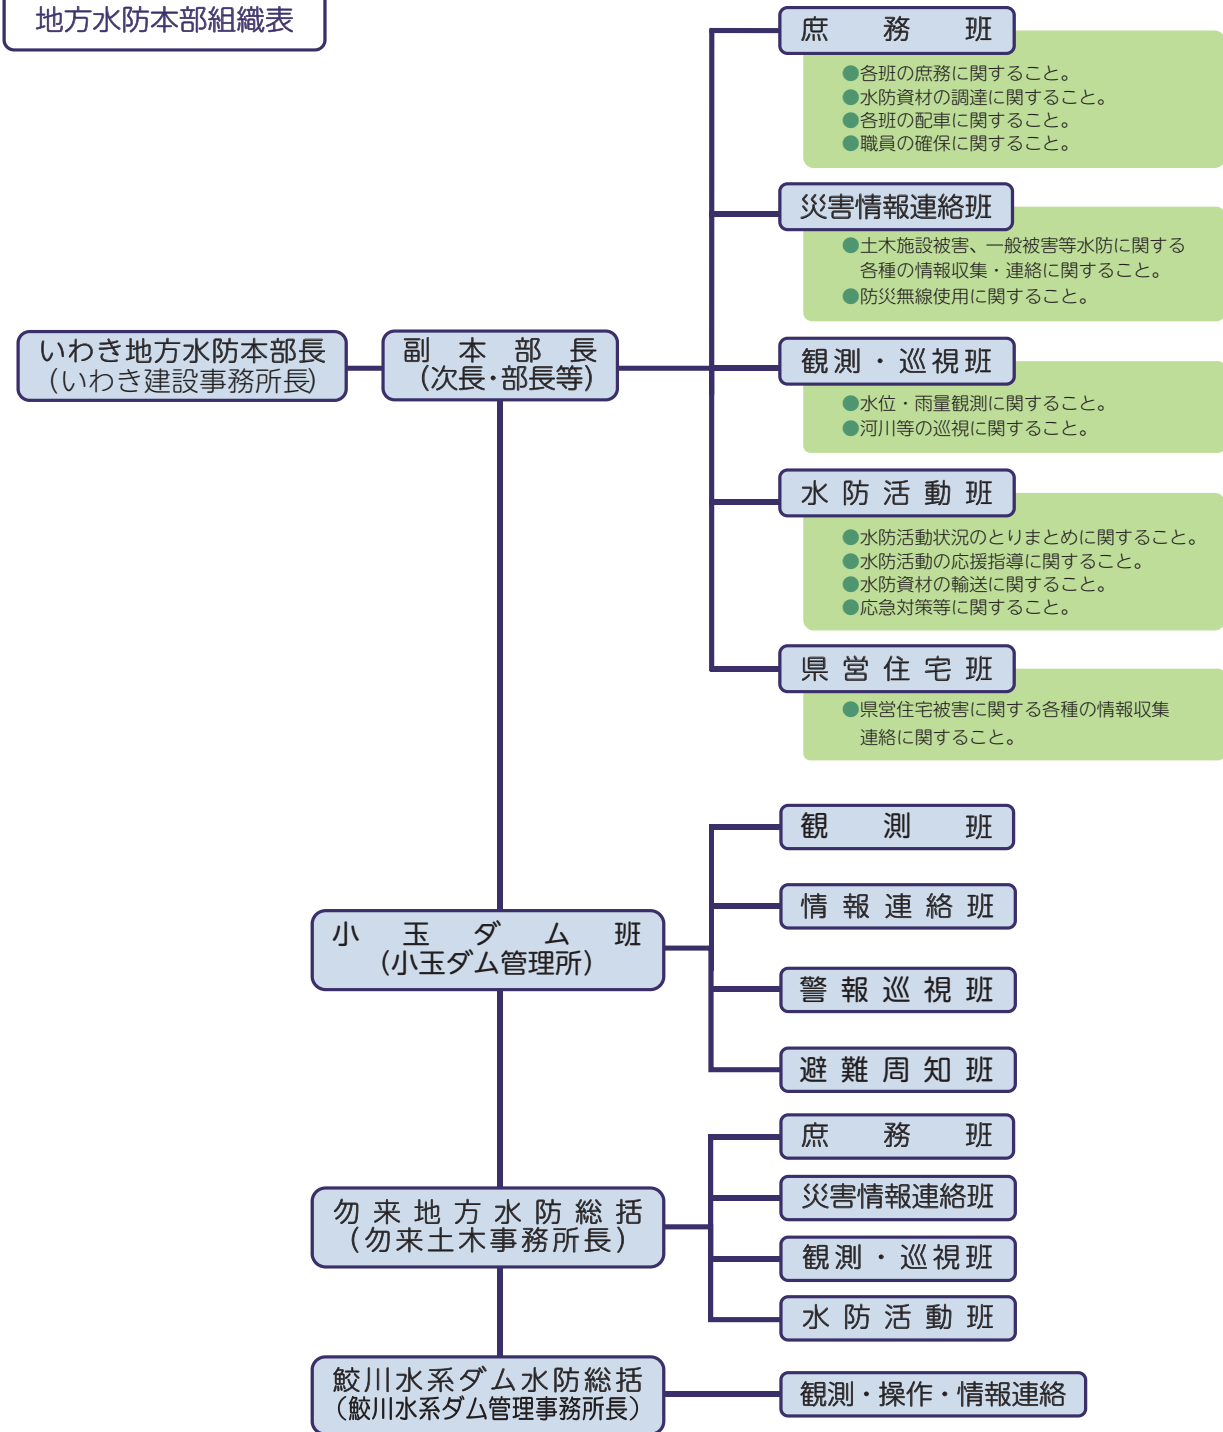 地方水防本部組織表
いわき地方水防本部長
（いわき建設事務所長）
副本部長
（次長・部長等）
庶務班
●各班の庶務に関すること。
●水防資材の調達に関すること。
●各班の配車に関すること。
●職員の確保に関すること。
災害情報連絡班
●土木施設被害、一般被害等水防に関する
各種の情報収集・連絡に関すること。
●防災無線使用に関すること。
観測・巡視班
●水位・雨量観測に関すること。
●河川等の巡視に関すること。
水防活動班
●水防活動状況のとりまとめに関すること。
●水防活動の応援指導に関すること。
●水防資材の輸送に関すること。
●応急対策等に関すること。
県営住宅班
●県営住宅被害に関する各種の情報収集
連絡に関すること。
小玉ダム班
（小玉ダム管理所）
観測班
情報連絡班
警報巡視班
避難周知班
勿来地方水防総括
（勿来土木事務所長）
庶務班
災害情報連絡班
観測・巡視班
水防活動班
鮫川水系ダム水防総括
（鮫川水系ダム管理事務所長）
観測・操作・情報連絡